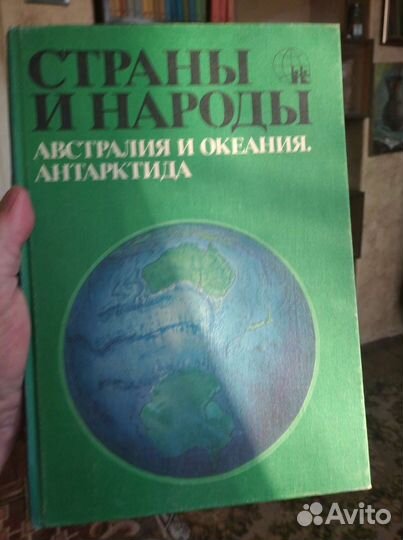 СТРАНЫ
И НАРОДЫ
АВСТРАЛИЯ И ОКЕАНИЯ.
АНТАРКТИДА
Avito